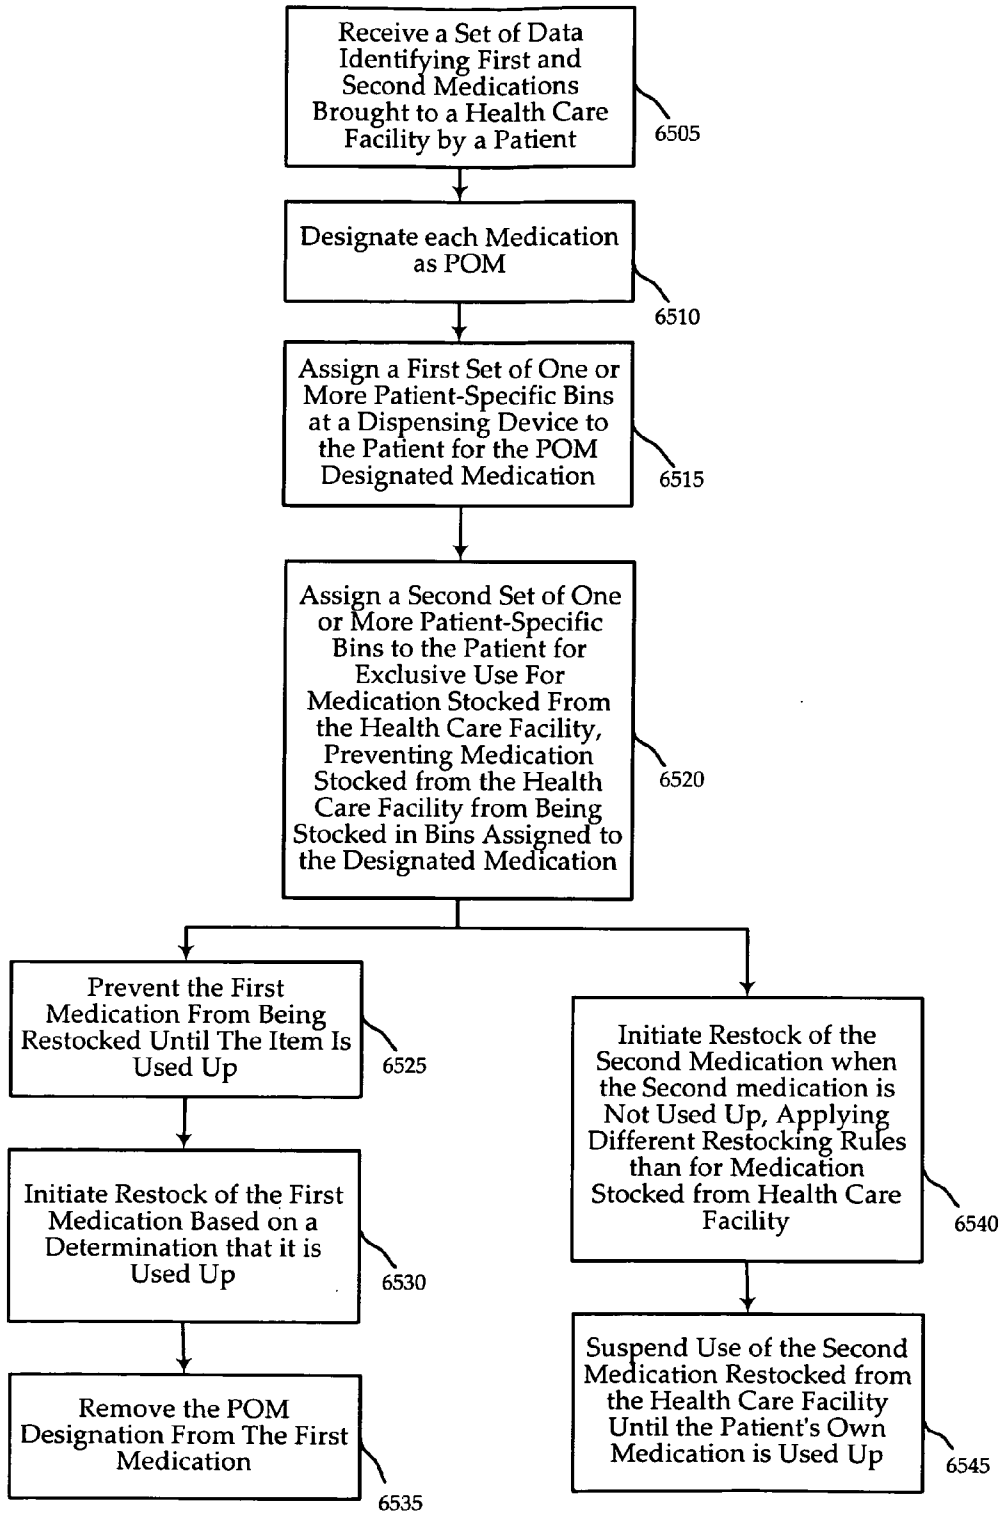 Receive a Set of Data
Identifying First and
Second Medications
Brought to a Health Care
Facility by a Patient
6505
Designate each Medication
as POM
6510
Assign a First Set of One or
More Patient-Specific Bins
at a Dispensing Device to
the Patient for the POM
Designated Medication
6515
Assign a Second Set of One
or More Patient-Specific
Bins to the Patient for
Exclusive Use For
Medication Stocked From
the Health Care Facility,
Preventing Medication
Stocked from the Health
Care Facility from Being
Stocked in Bins Assigned to
the Designated Medication
6520
Prevent the First
Medication From Being
Restocked Until The Item Is
Used Up
6525
Initiate Restock of the First
Medication Based on a
Determination that it is
Used Up
6530
Remove the POM
Designation From The First
Medication
6535
Initiate Restock of the
Second Medication when
the Second medication is
Not Used Up, Applying
Different Restocking Rules
than for Medication
Stocked from Health Care
Facility
6540
Suspend Use of the Second
Medication Restocked from
the Health Care Facility
Until the Patient's Own
Medication is Used Up
6545